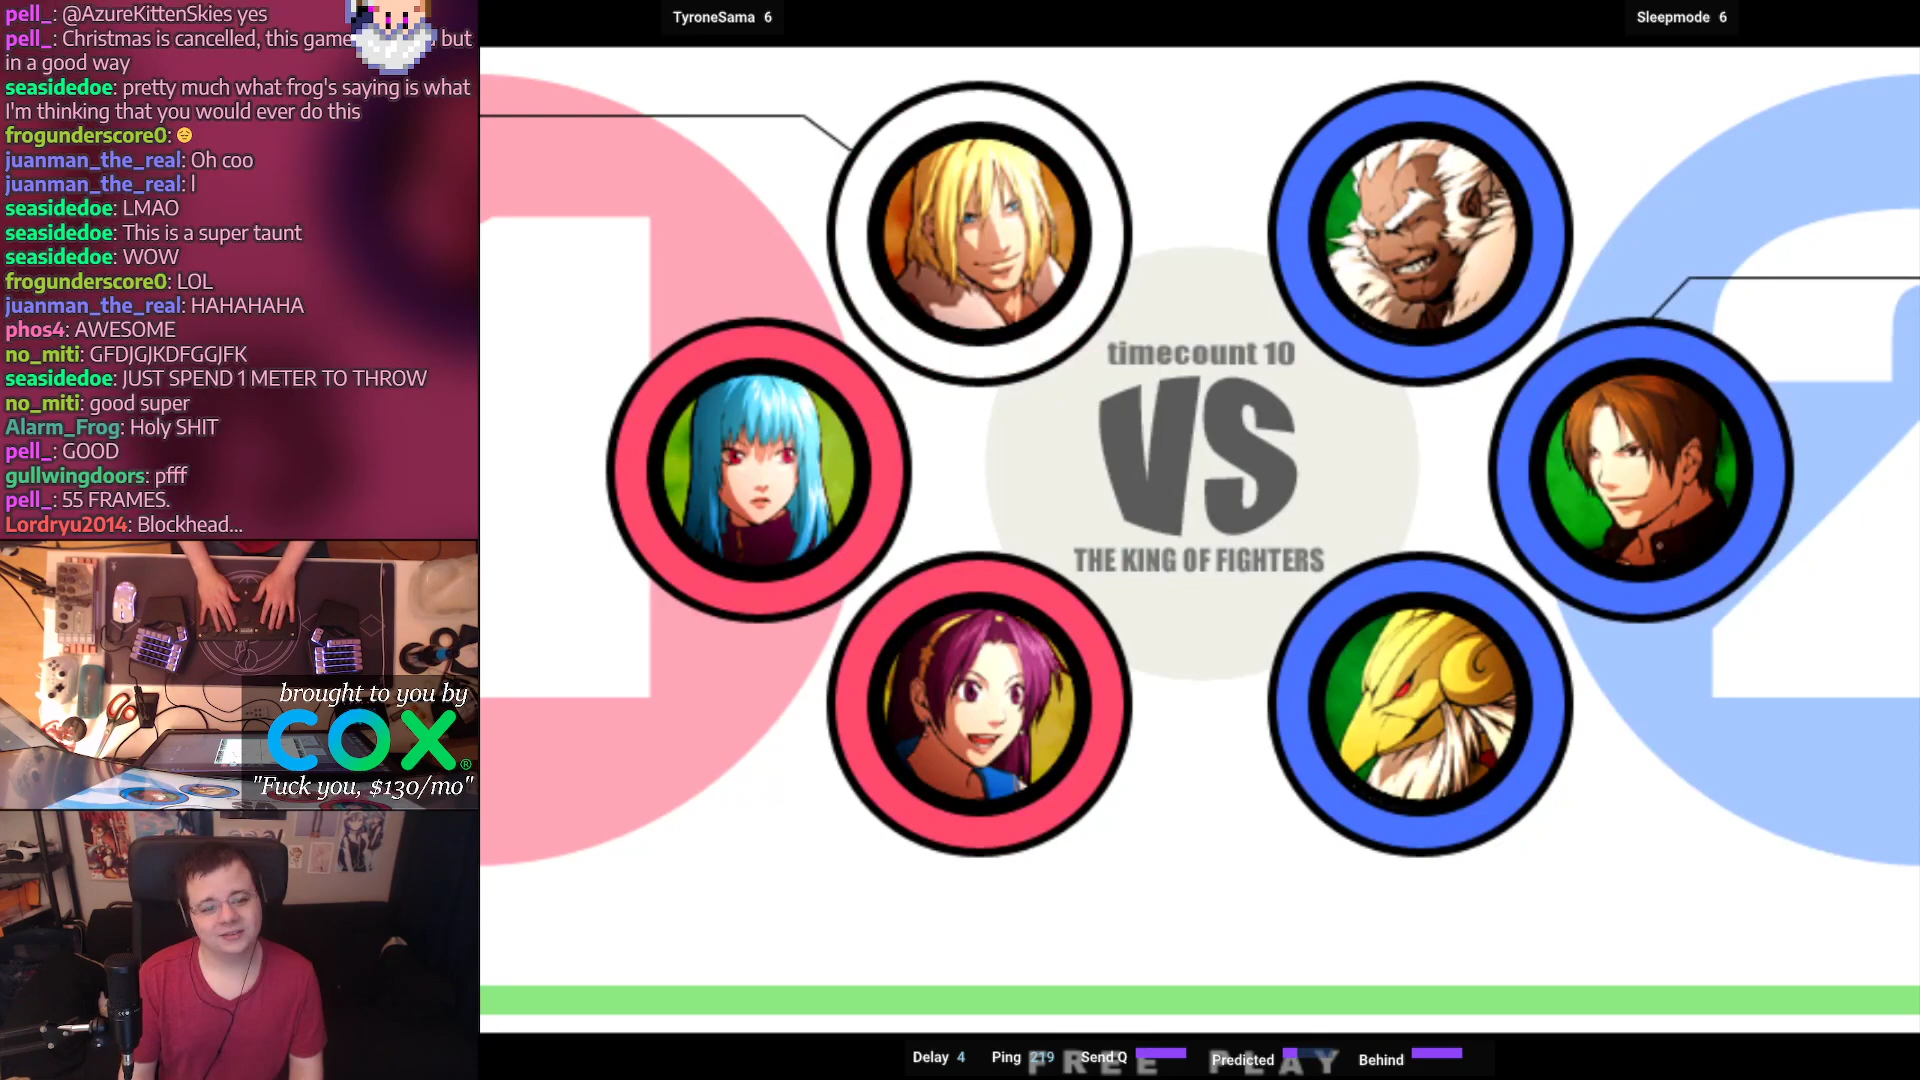 pell_: @AzureKittenSkies yes
pell_: Christmas is cancelled, this game but
in a good way
seasidedoe: pretty much what frog's saying is what
I'm thinking that you would ever do this
frogunderscore0:
juanman_the_real: Oh coo
juanman_the_real: l
seasidedoe: LMAO
seasidedoe: This is a super taunt
seasidedoe: WOW
frogunderscore0: LOL
juanman_the_real: HAHAHAHA
phos4: AWESOME
no_miti: GFDJGJKDFGGJFK
seasidedoe: JUST SPEND 1 METER TO THROW
no_miti: good super
Alarm_Frog: Holy SHIT
pell_: GOOD
gullwingdoors: pfff
pell_: 55 FRAMES.
Lordryu2014: Blockhead...
brought to you by
COX®
"Fuck you, $130/mo"
TyroneSama 6
Sleepmode 6
1
2
timecount 10
VS
THE KING OF FIGHTERS
Delay 4 Ping 219 Send Q Predicted Behind
FREE PLAY